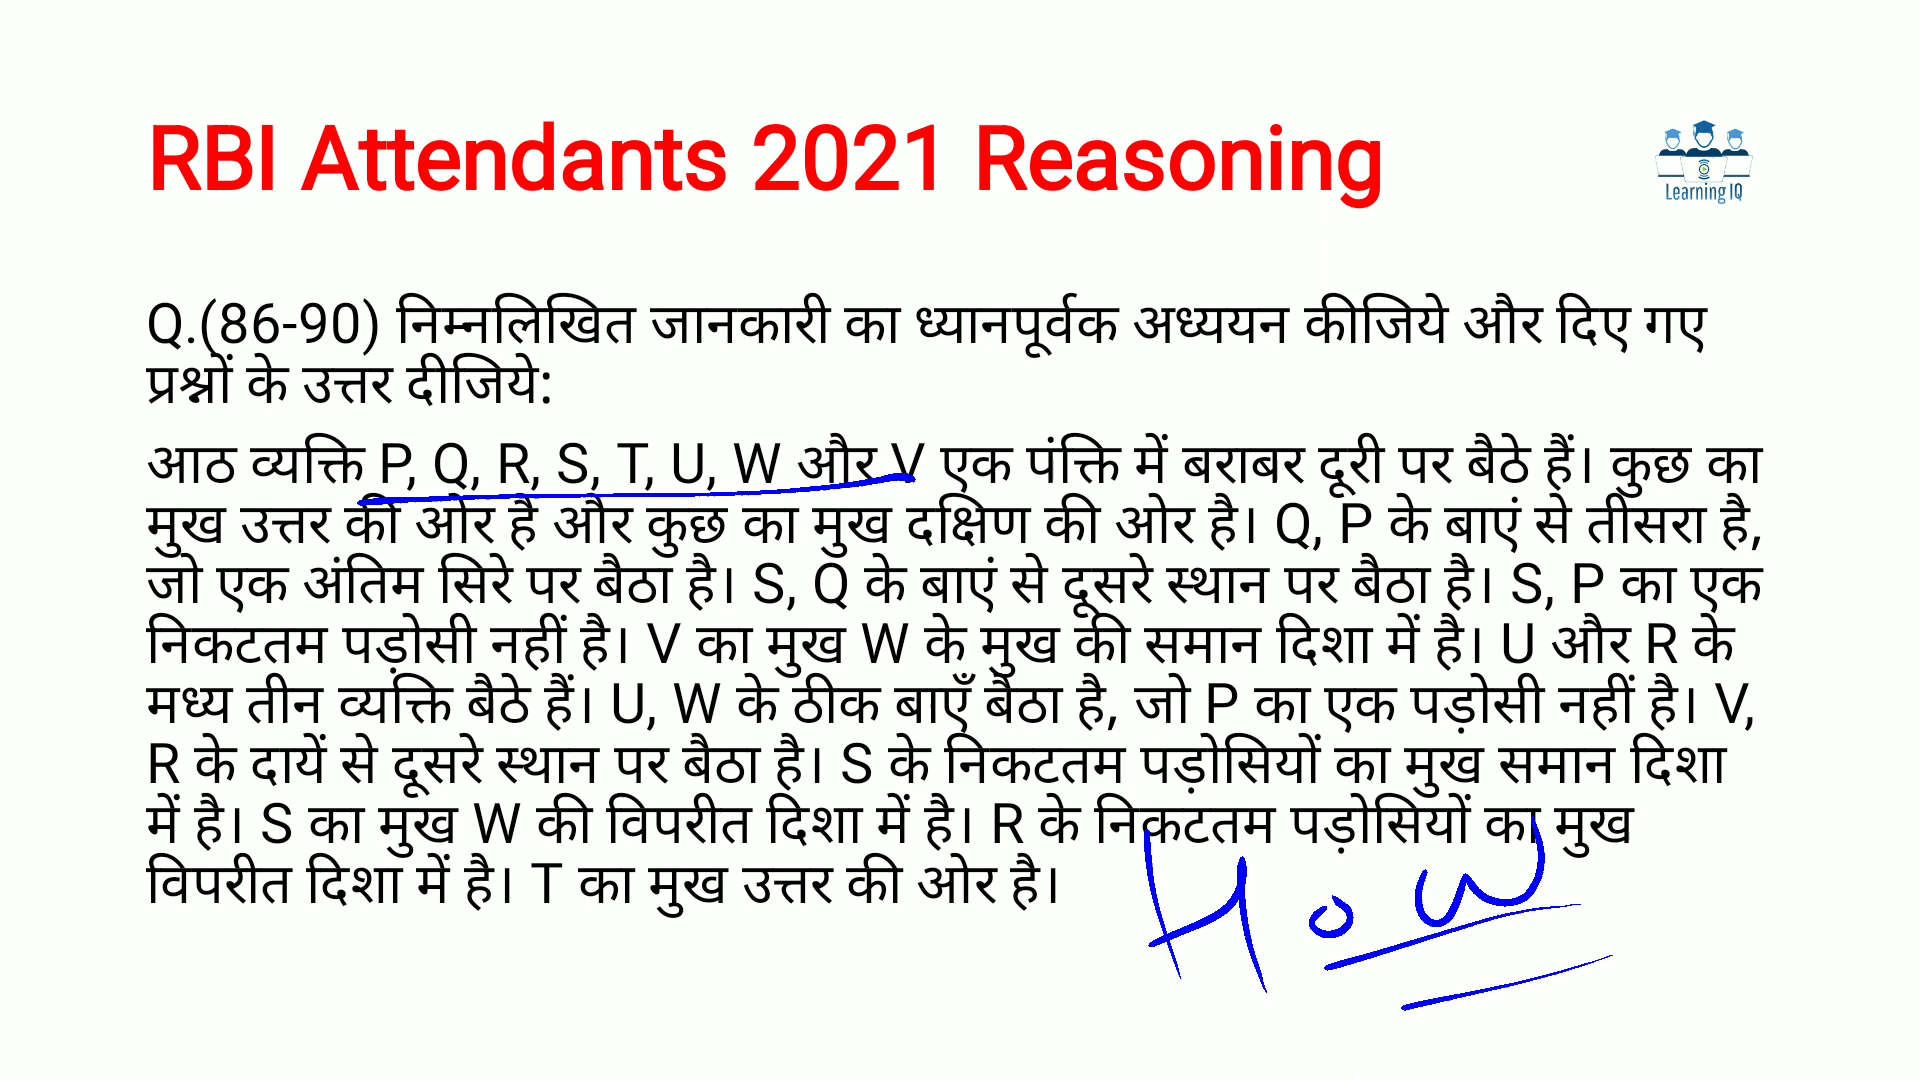 RBI Attendants 2021 Reasoning
Learning IQ
Q.(86-90) निम्नलिखित जानकारी का ध्यानपूर्वक अध्ययन कीजिये और दिए गए
प्रश्नों के उत्तर दीजिये:
आठ व्यक्ति P, Q, R, S, T, U, W और V एक पंक्ति में बराबर दूरी पर बैठे हैं। कुछ का
मुख उत्तर की ओर है और कुछ का मुख दक्षिण की ओर है। Q, P के बाएं से तीसरा है,
जो एक अंतिम सिरे पर बैठा है। S, Q के बाएं से दूसरे स्थान पर बैठा है। S, P का एक
निकटतम पड़ोसी नहीं है। V का मुख W के मुख की समान दिशा में है। U और R के
मध्य तीन व्यक्ति बैठे हैं। U, W के ठीक बाएँ बैठा है, जो P का एक पड़ोसी नहीं है। V,
R के दायें से दूसरे स्थान पर बैठा है। S के निकटतम पड़ोसियों का मुख समान दिशा
में है। S का मुख W की विपरीत दिशा में है। R के निकटतम पड़ोसियों का मुख
विपरीत दिशा में है। T का मुख उत्तर की ओर है।
How